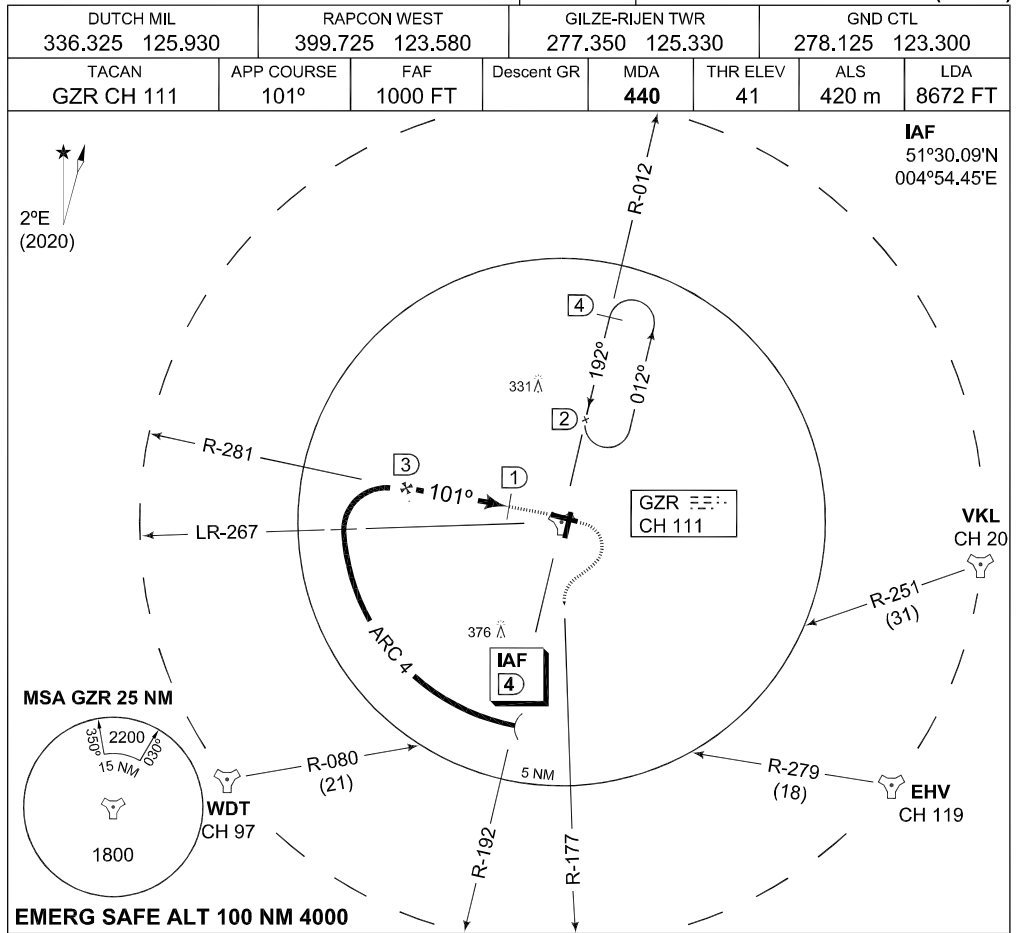 DUTCH MIL
336.325 125.930
RAPCON WEST
399.725 123.580
GILZE-RIJEN TWR
277.350 125.330
GND CTL
278.125 123.300
TACAN
GZR CH 111
APP COURSE
101º
FAF
1000 FT
Descent GR
MDA
440
THR ELEV
41
ALS
420 m
LDA
8672 FT
IAF
51º30.09'N
004º54.45'E
2ºE
(2020)
R-012
4
192º
012º
331
2
R-281
3
101º
1
GZR
CH 111
LR-267
VKL
CH 20
R-251
(31)
ARC 4
376
IAF
4
MSA GZR 25 NM
350º
2200
030º
15 NM
1800
R-080
(21)
WDT
CH 97
5 NM
R-279
(18)
EHV
CH 119
R-192
R-177
EMERG SAFE ALT 100 NM 4000